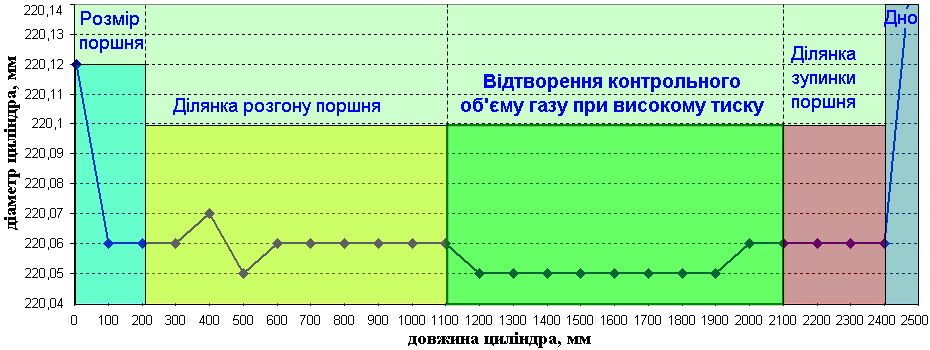 220,14
220,13
220,12
220,11
220,1
220,09
220,08
220,07
220,06
220,05
220,04
діаметр циліндра, мм
Розмір
поршня
Ділянка розгону поршня
Відтворення контрольного
об'єму газу при високому тиску
Ділянка
зупинки
поршня
Дно
0 100 200 300 400 500 600 700 800 900 1000 1100 1200 1300 1400 1500 1600 1700 1800 1900 2000 2100 2200 2300 2400 2500
довжина циліндра, мм